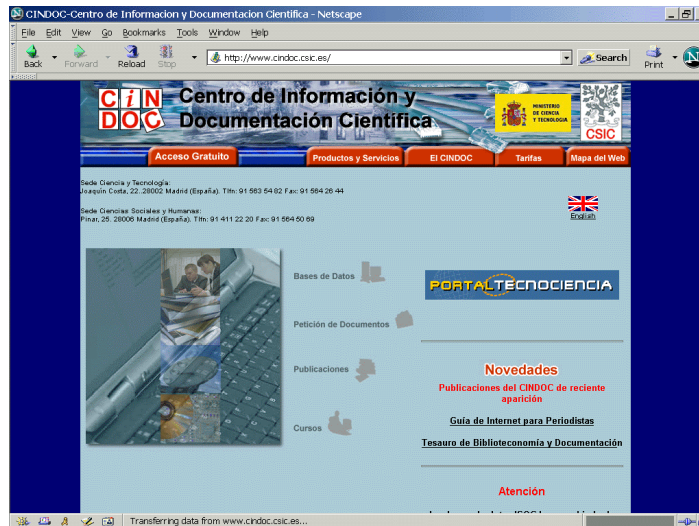 CINDOC-Centro de Informacion y Documentacion Cientifica - Netscape
File Edit View Go Bookmarks Tools Window Help
Back Forward Reload Stop http://www.cindoc.csic.es/ Search Print N
CiN DOC
Centro de Información y
Documentación Científica
MINISTERIO
DE CIENCIA
Y TECNOLOGIA
CSIC
Acceso Gratuito Productos y Servicios El CINDOC Tarifas Mapa del Web
Sede Ciencia y Tecnología:
Joaquín Costa, 22. 28002 Madrid (España). Tlfn: 91 563 54 82 Fax: 91 564 26 44
Sede Ciencias Sociales y Humanas:
Pinar, 25. 28006 Madrid (España). Tlfn: 91 411 22 20 Fax: 91 564 50 69
English
Bases de Datos
Petición de Documentos
Publicaciones
Cursos
PORTALTECNOCIENCIA
Novedades
Publicaciones del CINDOC de reciente
aparición
Guía de Internet para Periodistas
Tesauro de Biblioteconomía y Documentación
Atención
Transferring data from www.cindoc.csic.es...